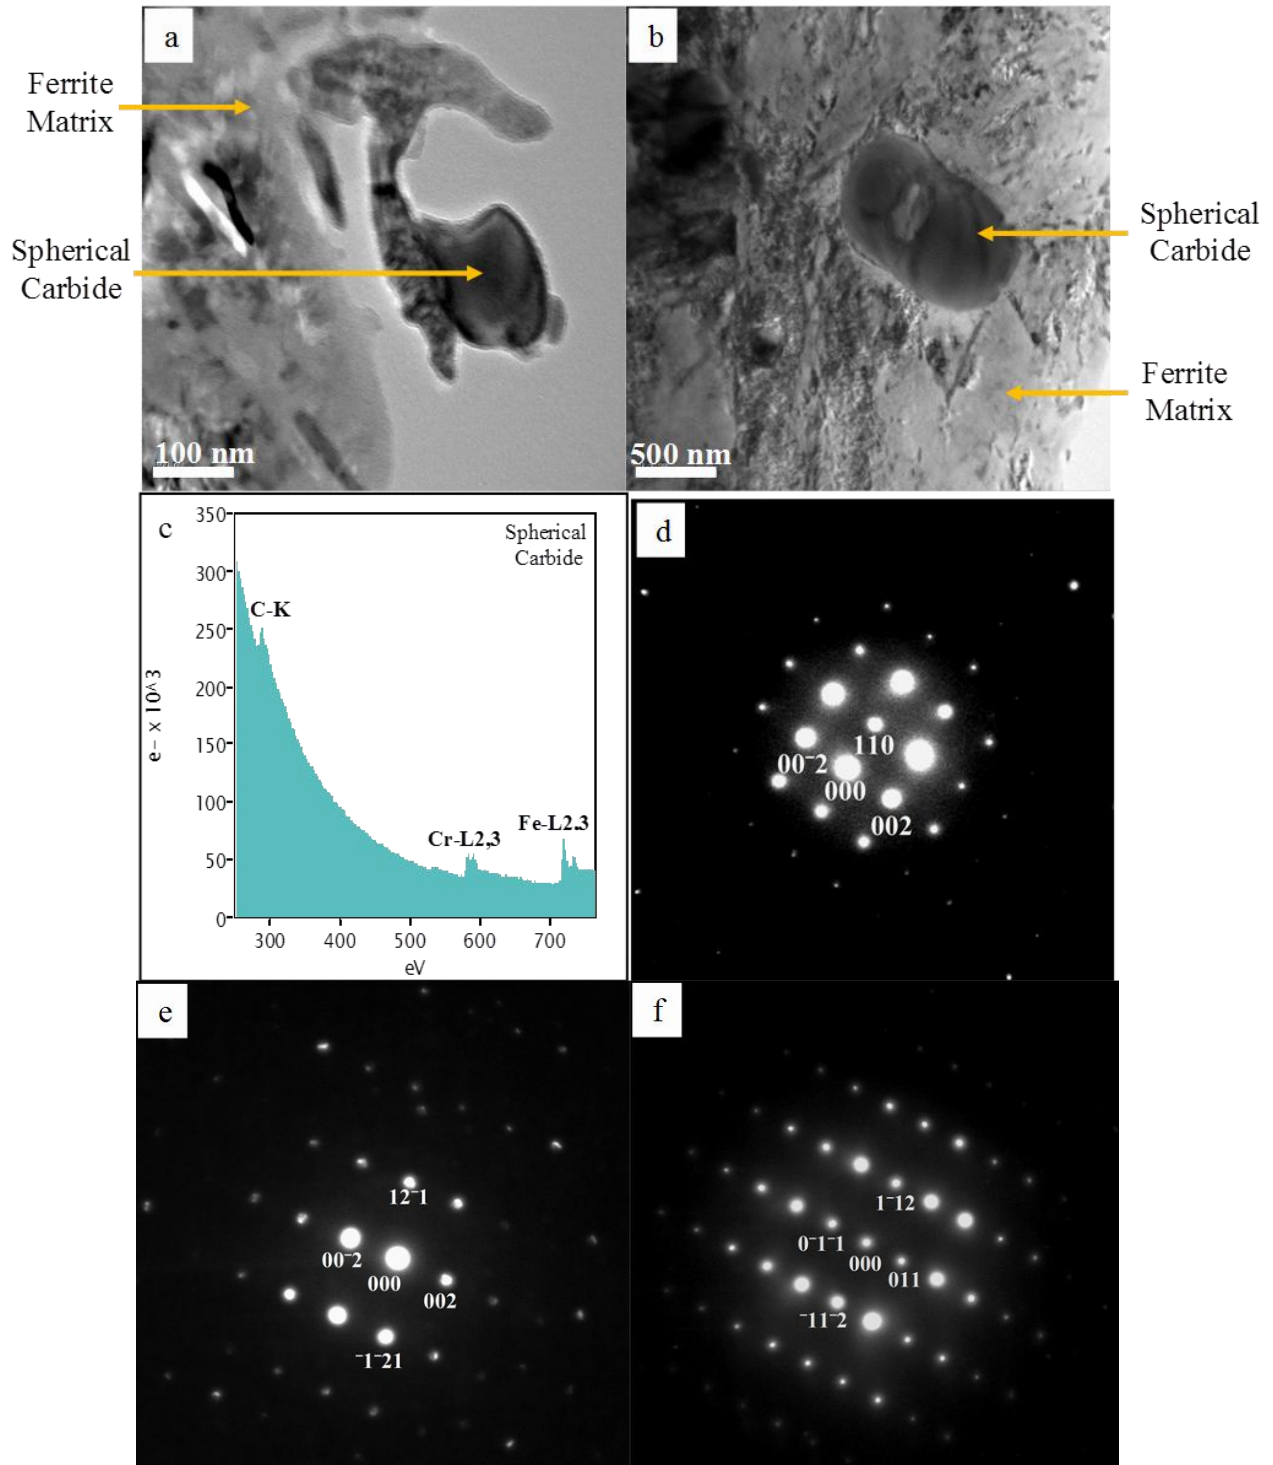 a
b
Ferrite
Matrix
Spherical
Carbide
100 nm
Spherical
Carbide
Ferrite
Matrix
500 nm
c
Spherical
Carbide
350
300
250
200
150
100
50
0
e- x 10^3
C-K
Cr-L2,3
Fe-L2,3
300
400
500
600
700
eV
d
110
00⁻2
000
002
e
12⁻1
00⁻2
000
002
⁻1⁻21
f
1⁻12
0⁻1⁻1
000
011
⁻11⁻2